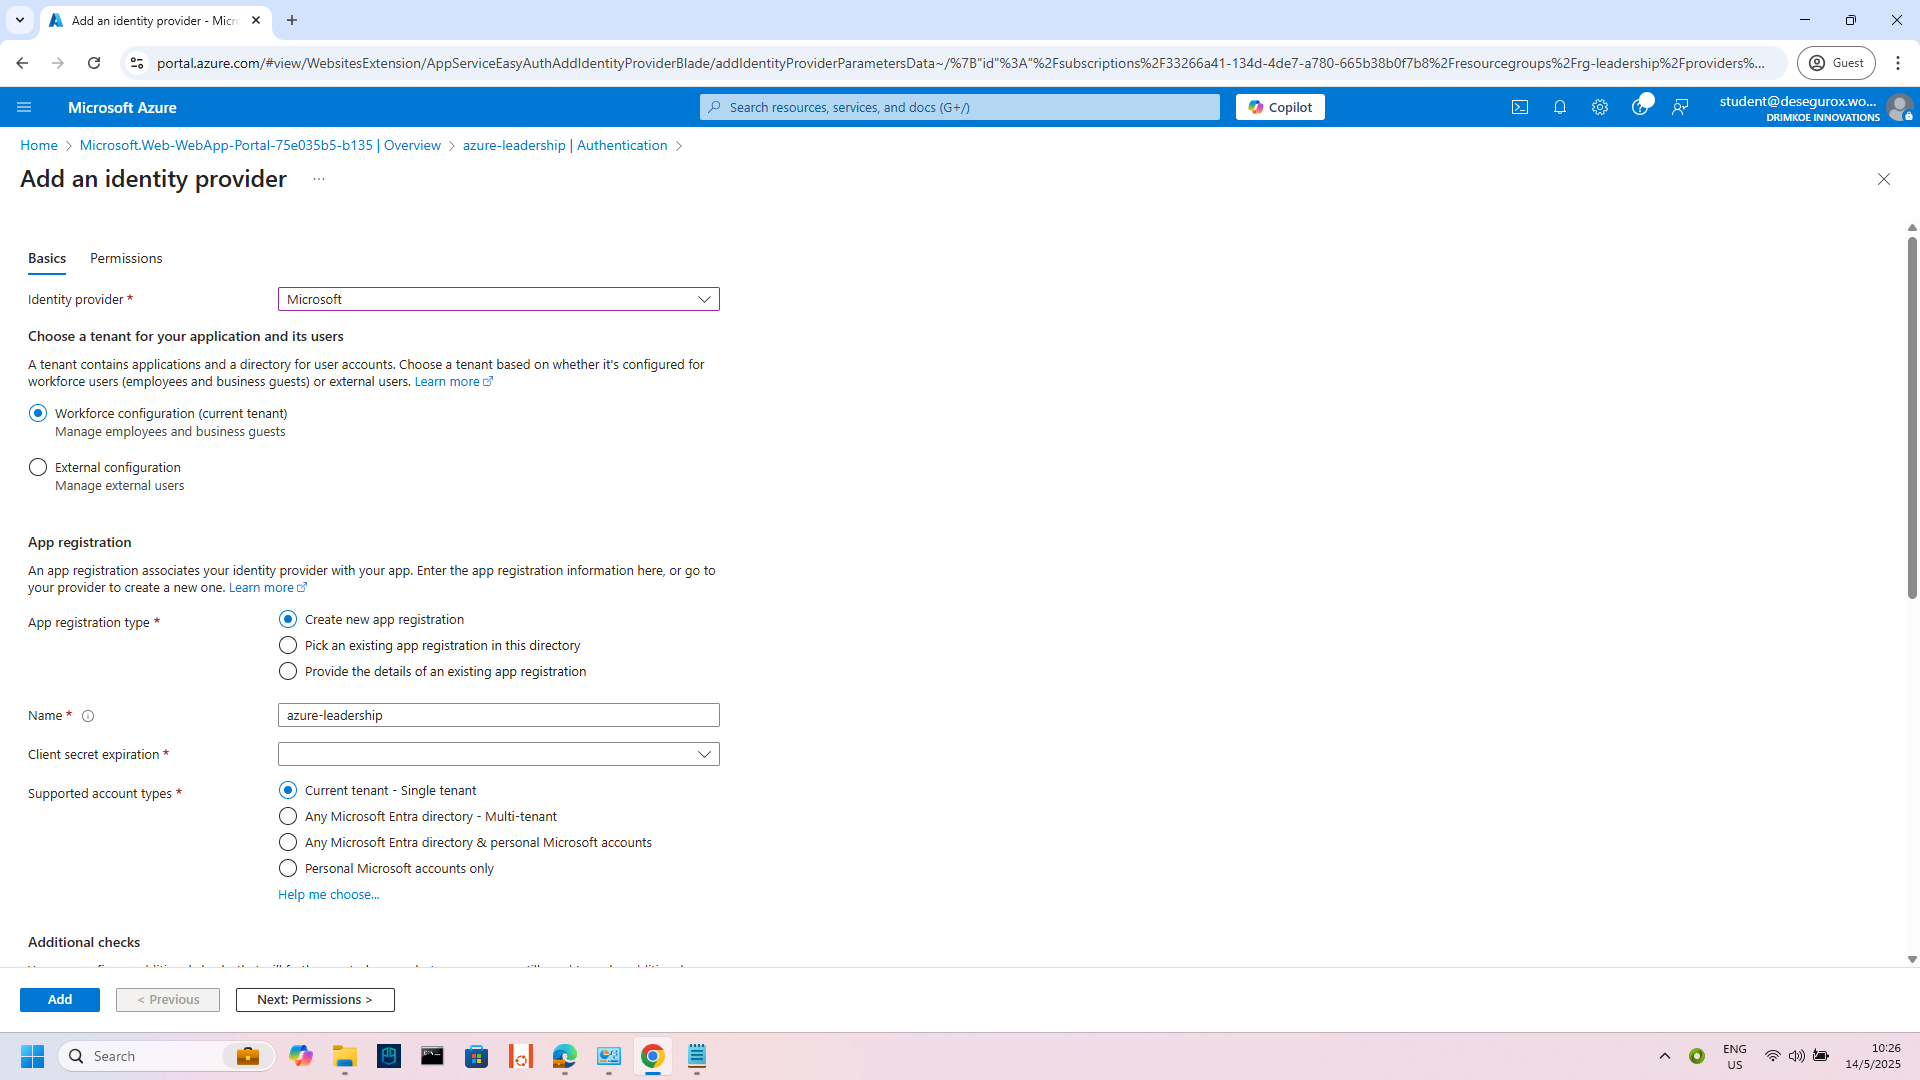 Add an identity provider - Micro
portal.azure.com/#view/WebsitesExtension/AppServiceEasyAuthAddIdentityProviderBlade/addIdentityProviderParametersData~/%7B"id"%3A"%2Fsubscriptions%2F33266a41-134d-4de7-a780-665b38b0f7b8%2Fresourcegroups%2Frg-leadership%2Fproviders%...
Guest
Microsoft Azure
Search resources, services, and docs (G+/)
Copilot
student@desegurox.wo...
DRIMKOE INNOVATIONS
Home > Microsoft.Web-WebApp-Portal-75e035b5-b135 | Overview > azure-leadership | Authentication >
Add an identity provider ...
Basics
Permissions
Identity provider *
Microsoft
Choose a tenant for your application and its users
A tenant contains applications and a directory for user accounts. Choose a tenant based on whether it's configured for
workforce users (employees and business guests) or external users. Learn more
Workforce configuration (current tenant)
Manage employees and business guests
External configuration
Manage external users
App registration
An app registration associates your identity provider with your app. Enter the app registration information here, or go to
your provider to create a new one. Learn more
App registration type *
Create new app registration
Pick an existing app registration in this directory
Provide the details of an existing app registration
Name *
azure-leadership
Client secret expiration *
Supported account types *
Current tenant - Single tenant
Any Microsoft Entra directory - Multi-tenant
Any Microsoft Entra directory & personal Microsoft accounts
Personal Microsoft accounts only
Help me choose...
Additional checks
Add
< Previous
Next: Permissions >
Search
ENG
US
10:26
14/5/2025